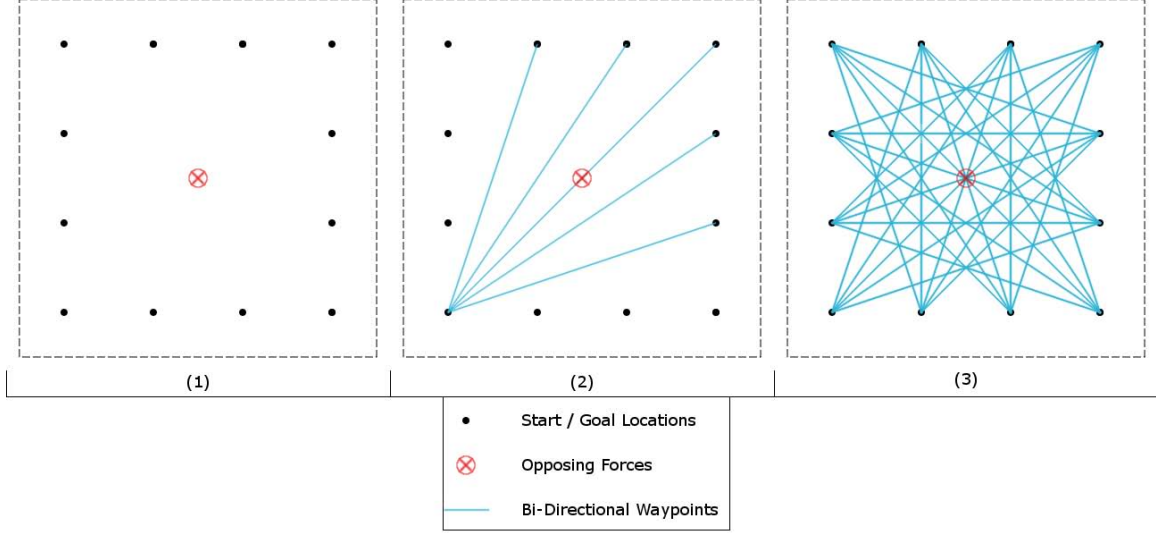 (1)
(2)
(3)
Start / Goal Locations
Opposing Forces
Bi-Directional Waypoints